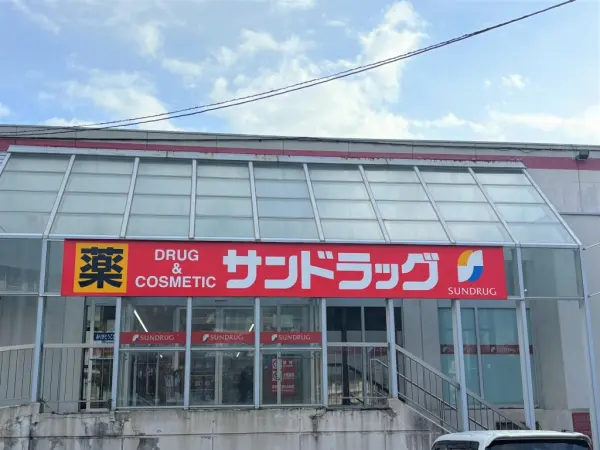 薬
DRUG
&
COSMETIC
サンドラッグ
SUNDRUG
SUNDRUG
SUNDRUG
SUNDRUG